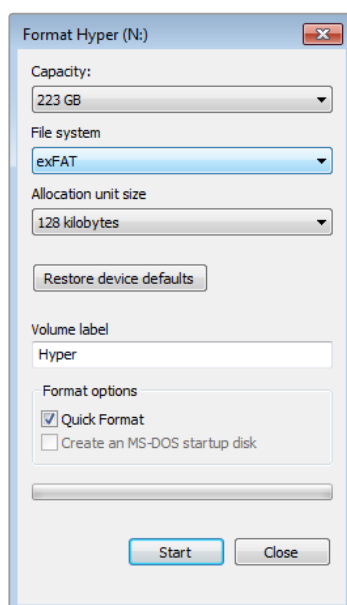 Format Hyper (N:)
Capacity:
223 GB
File system
exFAT
Allocation unit size
128 kilobytes
Restore device defaults
Volume label
Hyper
Format options
Quick Format
Create an MS-DOS startup disk
Start Close